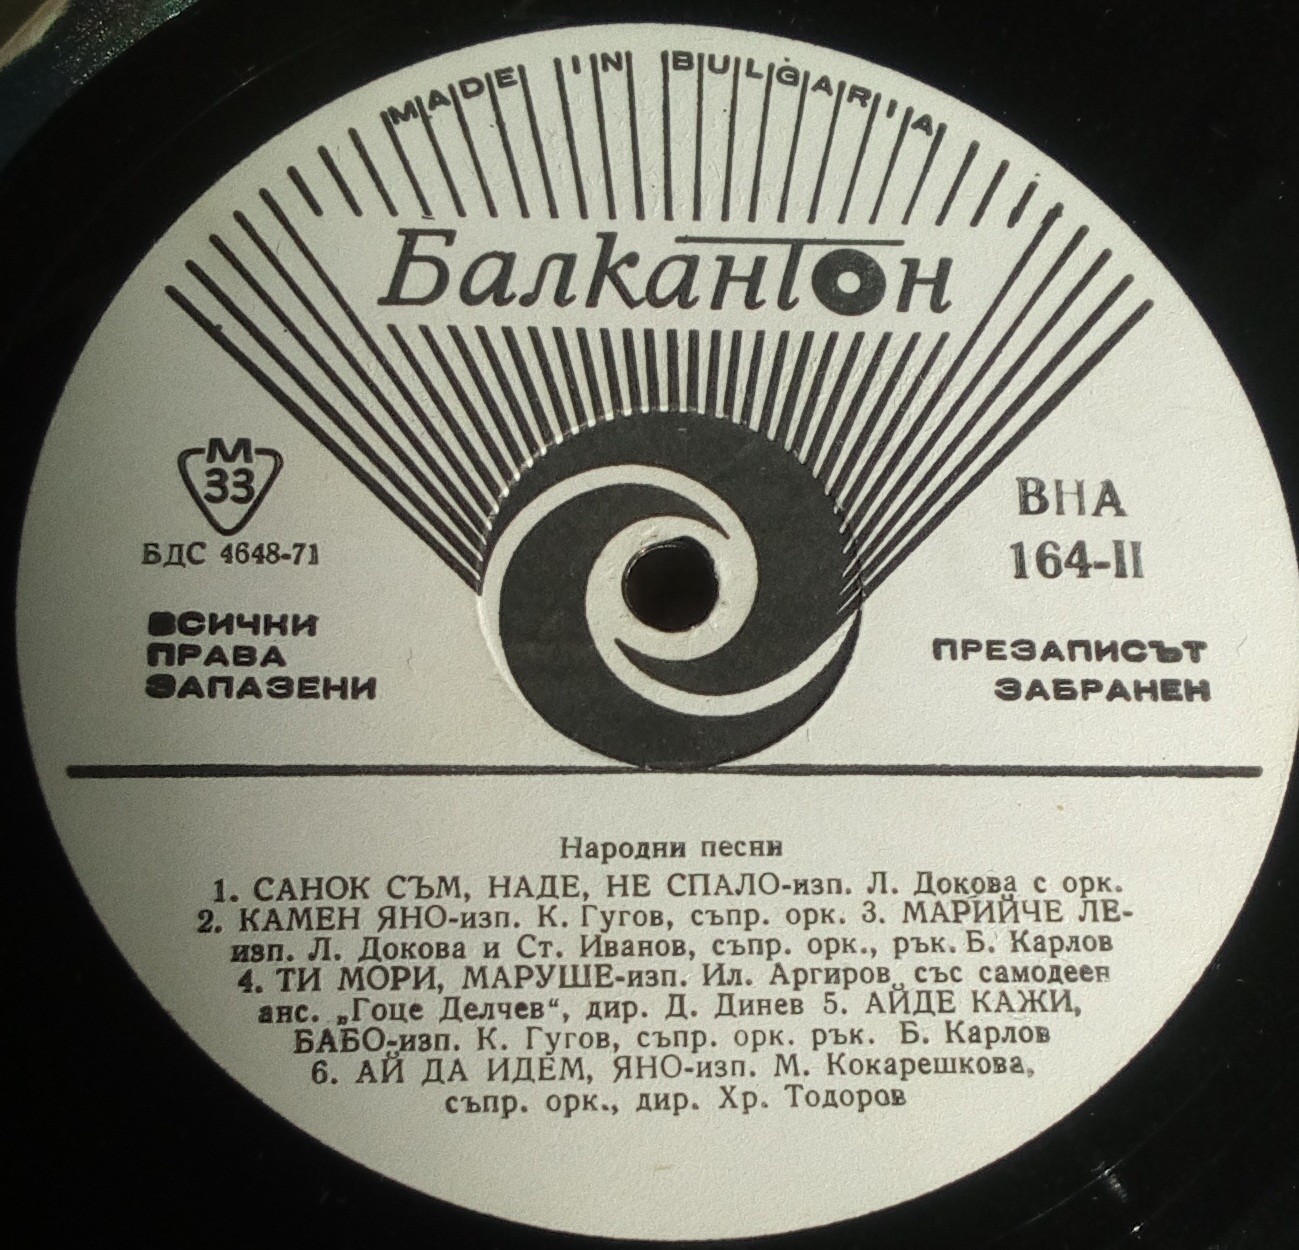 MADE IN BULGARIA
Балкантон
М
33
БДС 4648-71
ВНА
164-II
ВСИЧКИ
ПРАВА
ЗАПАЗЕНИ
ПРЕЗАПИСЪТ
ЗАБРАНЕН
Народни песни
1. САНОК СЪМ, НАДЕ, НЕ СПАЛО-изп. Л. Докова с орк.
2. КАМЕН ЯНО-изп. К. Гугов, съпр. орк. 3. МАРИЙЧЕ ЛЕ-
изп. Л. Докова и Ст. Иванов, съпр. орк., рък. Б. Карлов
4. ТИ МОРИ, МАРУШЕ-изп. Ил. Аргиров със самодеен
анс. „Гоце Делчев“, дир. Д. Динев 5. АЙДЕ КАЖИ,
БАБО-изп. К. Гугов, съпр. орк. рък. Б. Карлов
6. АЙ ДА ИДЕМ, ЯНО-изп. М. Кокарешкова,
съпр. орк., дир. Хр. Тодоров